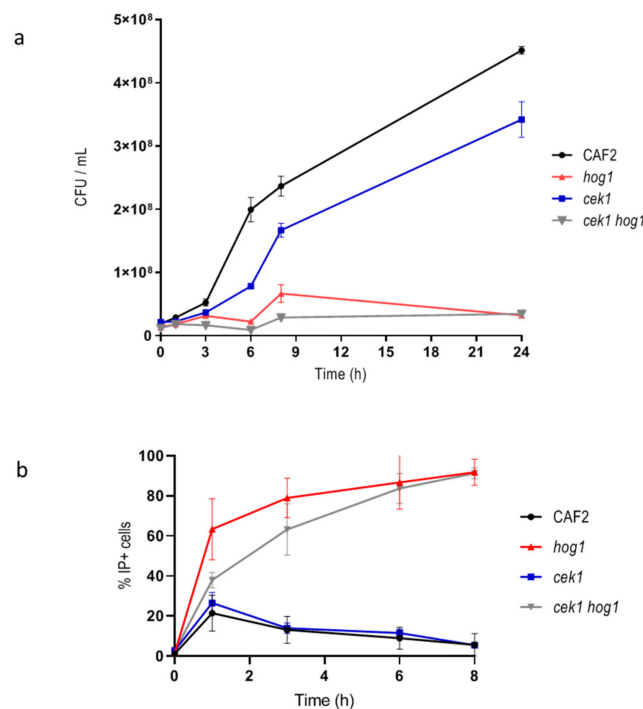 a
5×10⁸
4×10⁸
3×10⁸
2×10⁸
1×10⁸
0
CFU / mL
0 3 6 9 12 15 18 21 24
Time (h)
CAF2
hog1
cek1
cek1 hog1
b
100
80
60
40
20
0
% IP+ cells
0 2 4 6 8
Time (h)
CAF2
hog1
cek1
cek1 hog1